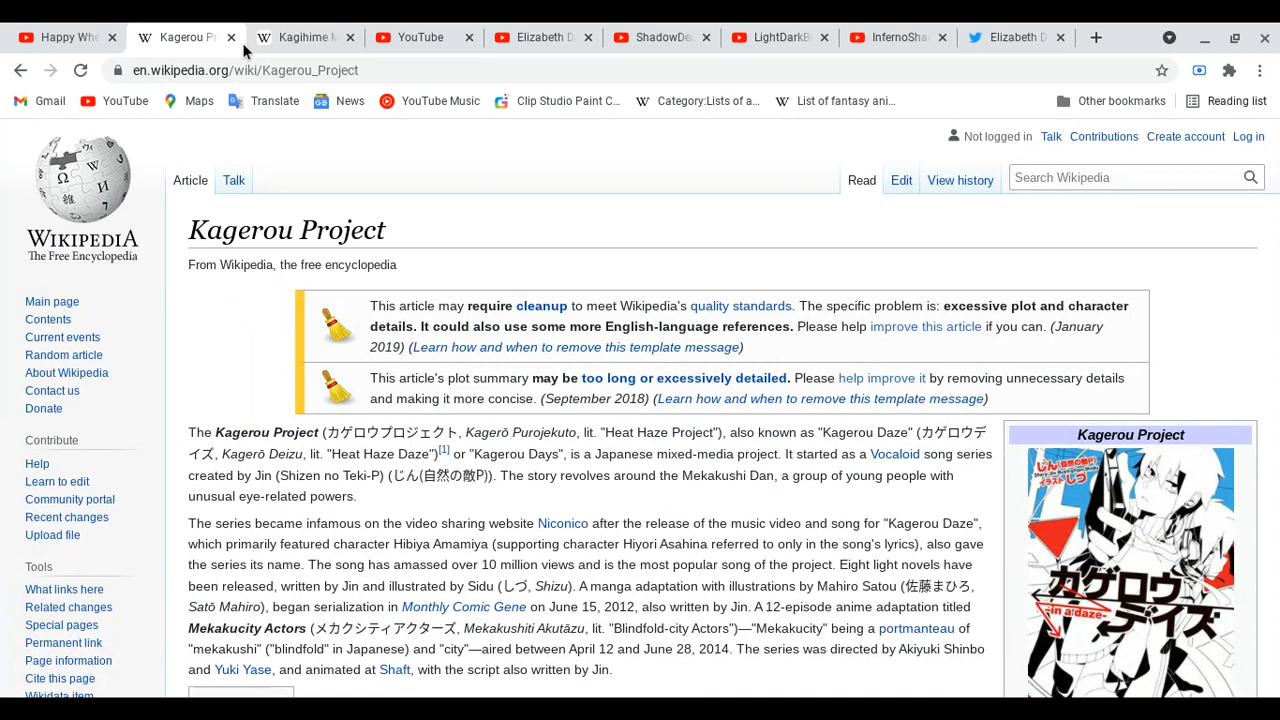 Happy Whe
Kagerou Pr
Kagihime M
YouTube
Elizabeth D
ShadowDe
LightDarkB
InfernoSha
Elizabeth D
en.wikipedia.org/wiki/Kagerou_Project
Gmail YouTube Maps Translate News YouTube Music Clip Studio Paint C... Category:Lists of a... List of fantasy ani... Other bookmarks Reading list
Not logged in Talk Contributions Create account Log in
Article Talk Read Edit View history Search Wikipedia
WIKIPEDIA
The Free Encyclopedia
Main page
Contents
Current events
Random article
About Wikipedia
Contact us
Donate
Contribute
Help
Learn to edit
Community portal
Recent changes
Upload file
Tools
What links here
Related changes
Special pages
Permanent link
Page information
Cite this page
Wikidata item
Kagerou Project
From Wikipedia, the free encyclopedia
This article may require cleanup to meet Wikipedia's quality standards. The specific problem is: excessive plot and character
details. It could also use some more English-language references. Please help improve this article if you can. (January
2019) (Learn how and when to remove this template message)
This article's plot summary may be too long or excessively detailed. Please help improve it by removing unnecessary details
and making it more concise. (September 2018) (Learn how and when to remove this template message)
The Kagerou Project (カゲロウプロジェクト, Kagerō Purojekuto, lit. "Heat Haze Project"), also known as "Kagerou Daze" (カゲロウデ
イズ, Kagerō Deizu, lit. "Heat Haze Daze")[1] or "Kagerou Days", is a Japanese mixed-media project. It started as a Vocaloid song series
created by Jin (Shizen no Teki-P) (じん(自然の敵P)). The story revolves around the Mekakushi Dan, a group of young people with
unusual eye-related powers.
The series became infamous on the video sharing website Niconico after the release of the music video and song for "Kagerou Daze",
which primarily featured character Hibiya Amamiya (supporting character Hiyori Asahina referred to only in the song's lyrics), also gave
the series its name. The song has amassed over 10 million views and is the most popular song of the project. Eight light novels have
been released, written by Jin and illustrated by Sidu (しづ, Shizu). A manga adaptation with illustrations by Mahiro Satou (佐藤まひろ,
Satō Mahiro), began serialization in Monthly Comic Gene on June 15, 2012, also written by Jin. A 12-episode anime adaptation titled
Mekakucity Actors (メカクシティアクターズ, Mekakushiti Akutāzu, lit. "Blindfold-city Actors")—"Mekakucity" being a portmanteau of
"mekakushi" ("blindfold" in Japanese) and "city"—aired between April 12 and June 28, 2014. The series was directed by Akiyuki Shinbo
and Yuki Yase, and animated at Shaft, with the script also written by Jin.
Kagerou Project
じん(自然の敵P)
イラスト しづ
カゲロウ
デイズ
-in a daze-